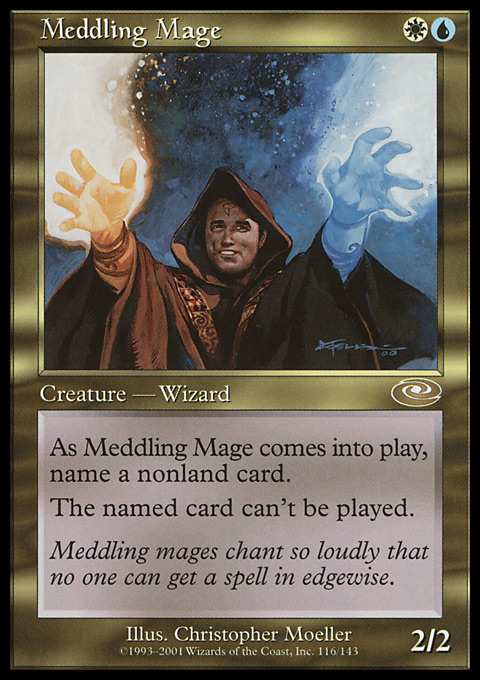 Meddling Mage
Creature — Wizard
As Meddling Mage comes into play,
name a nonland card.
The named card can't be played.
Meddling mages chant so loudly that
no one can get a spell in edgewise.
Illus. Christopher Moeller
2/2
©1993–2001 Wizards of the Coast, Inc. 116/143